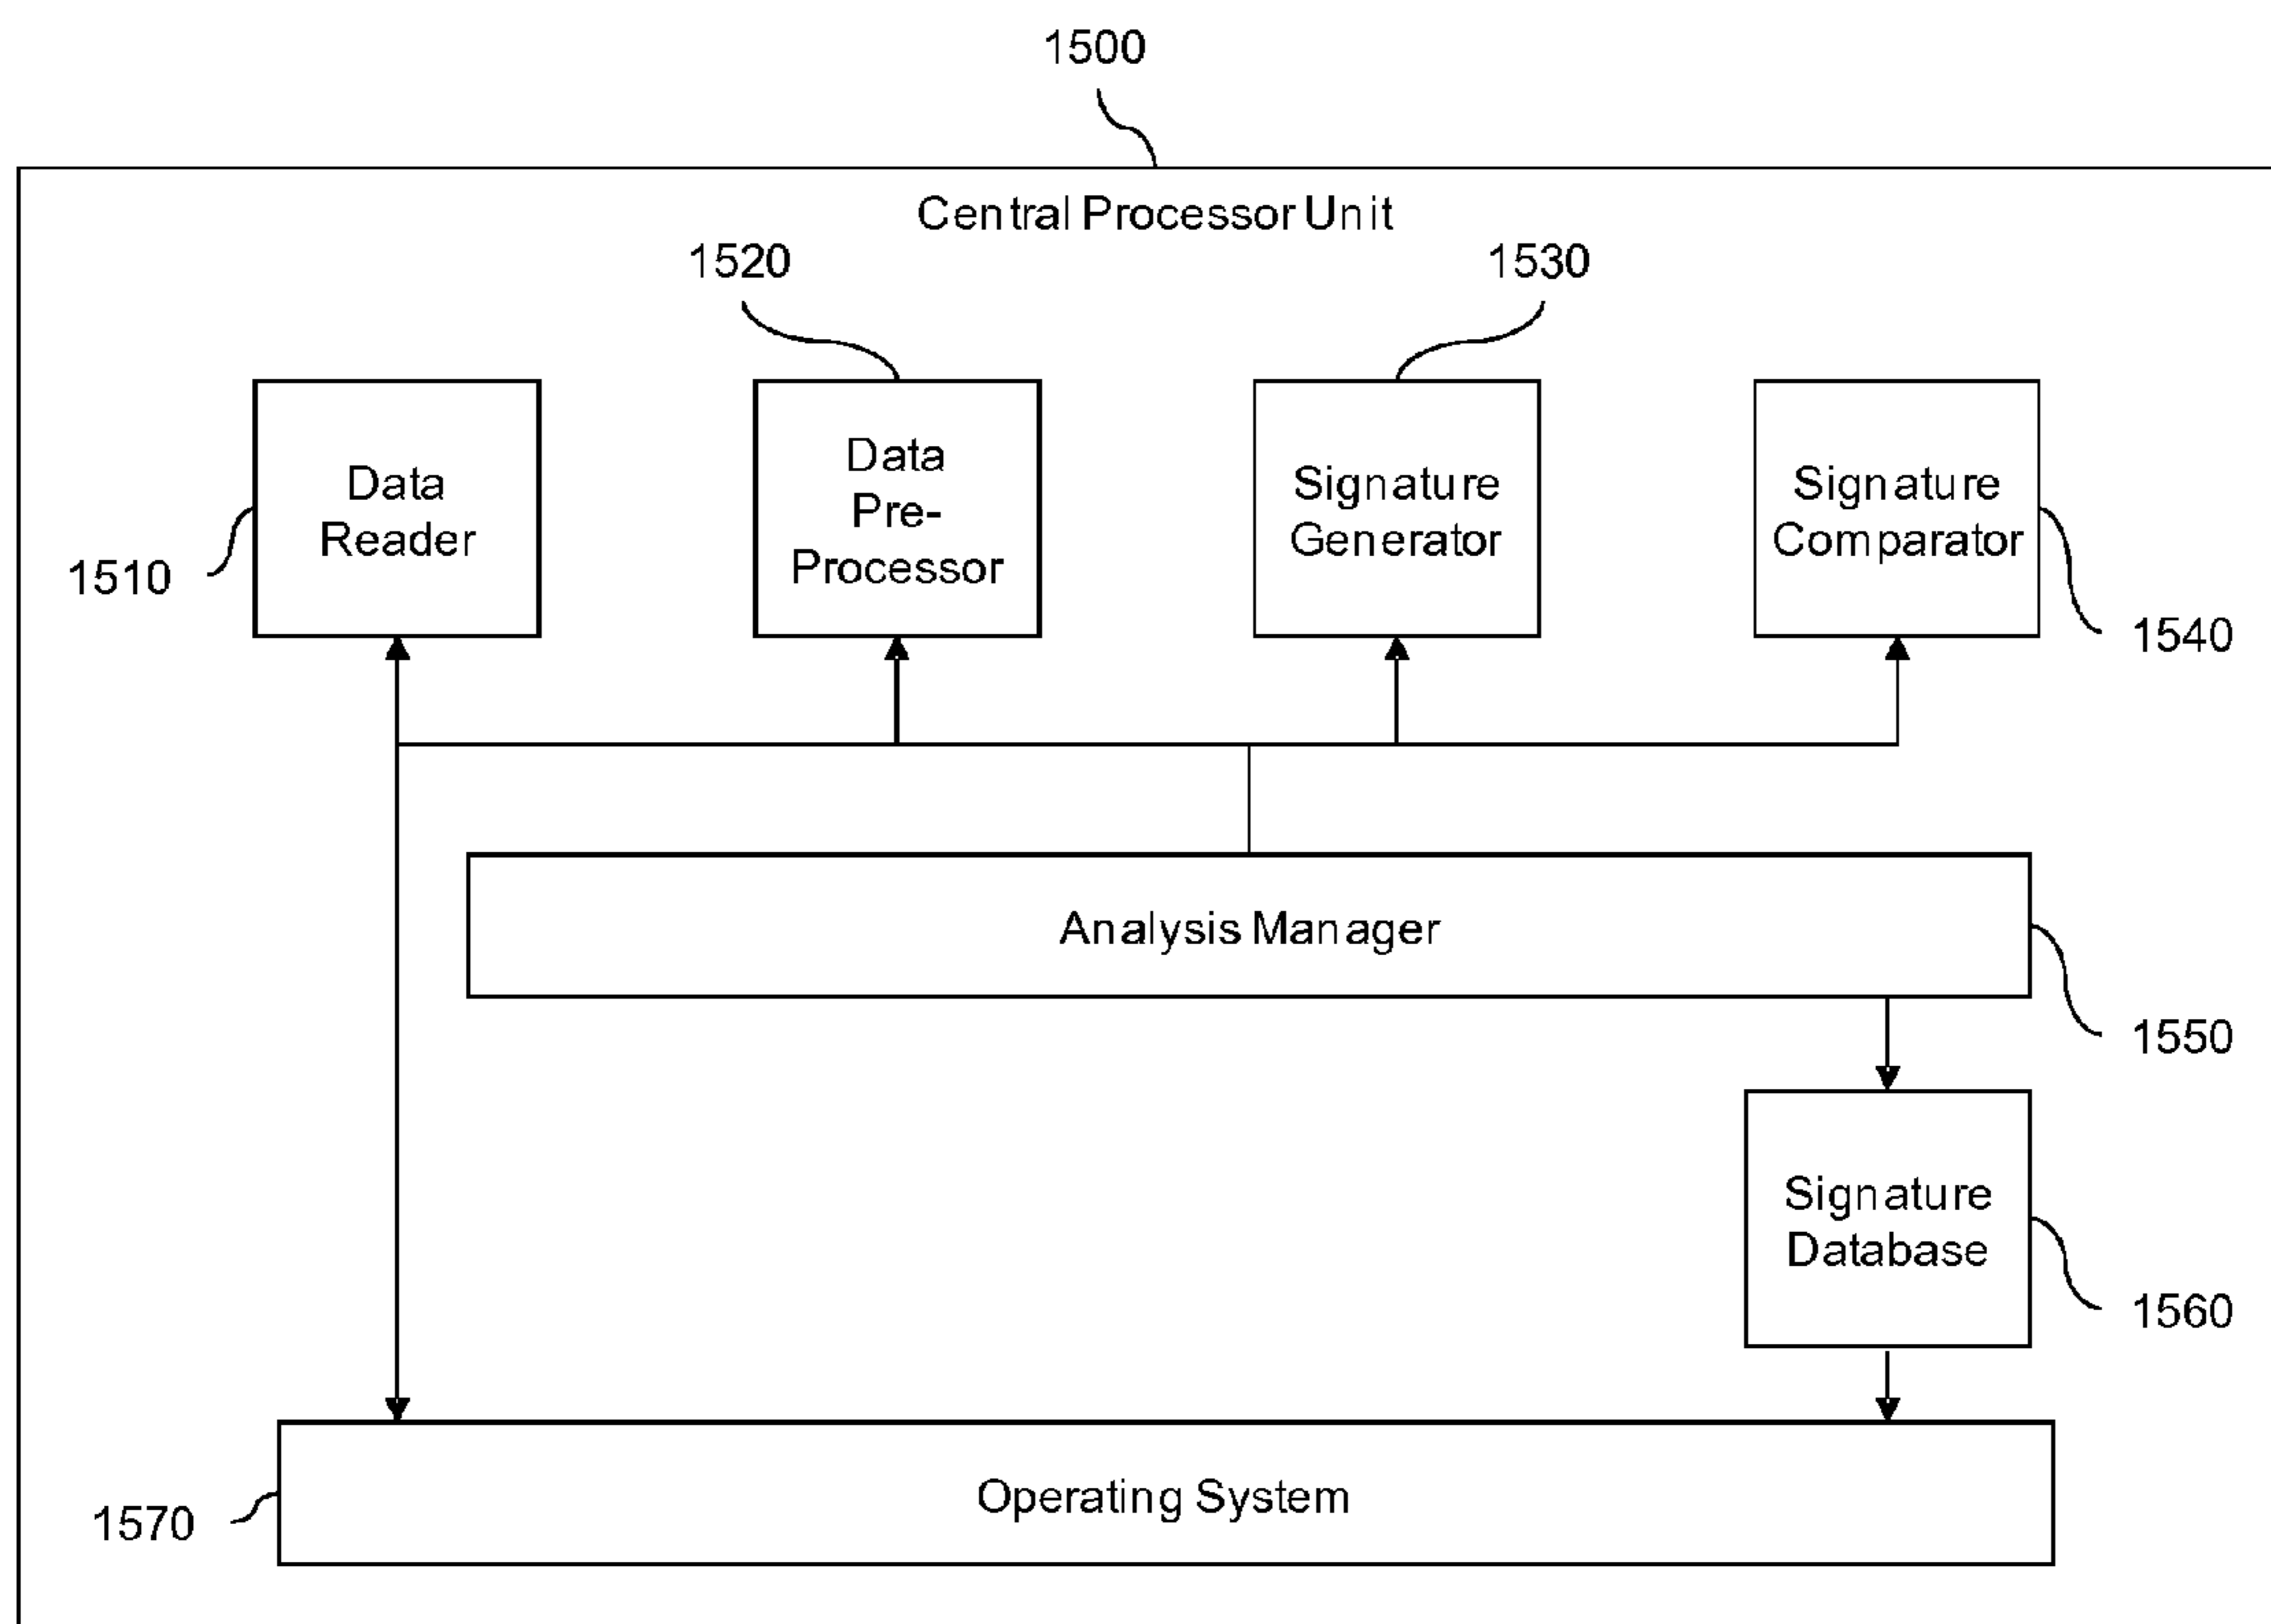 1500
Central Processor Unit
1520
1530
Data
Reader
Data
Pre-
Processor
Signature
Generator
Signature
Comparator
1510
1540
Analysis Manager
1550
Signature
Database
1560
Operating System
1570